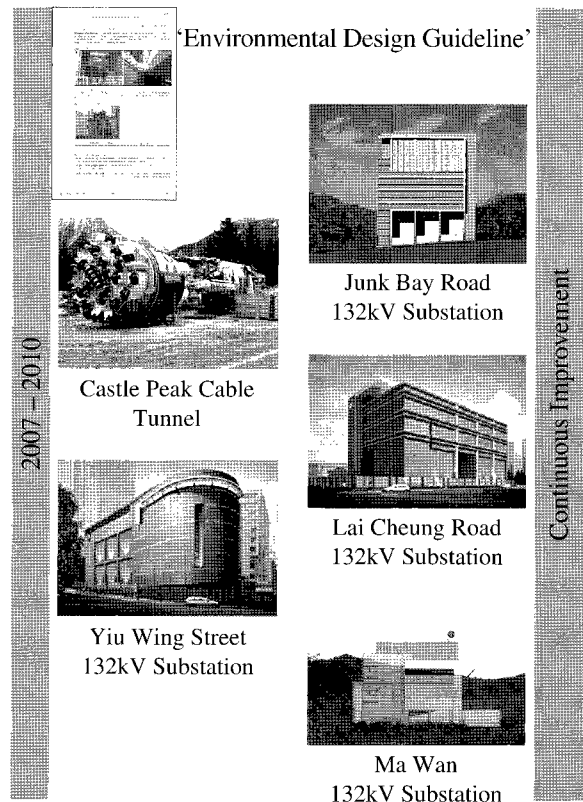 'Environmental Design Guideline'
Junk Bay Road
132kV Substation
Castle Peak Cable
Tunnel
Lai Cheung Road
132kV Substation
Yiu Wing Street
132kV Substation
Ma Wan
132kV Substation
2007 – 2010
Continuous Improvement